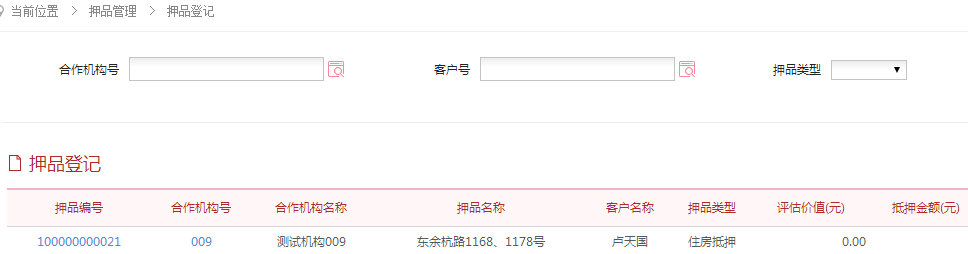 当前位置 > 押品管理 > 押品登记
合作机构号 客户号 押品类型
押品登记
押品编号 合作机构号 合作机构名称 押品名称 客户名称 押品类型 评估价值(元) 抵押金额(元)
100000000021 009 测试机构009 东余杭路1168、1178号 卢天国 住房抵押 0.00